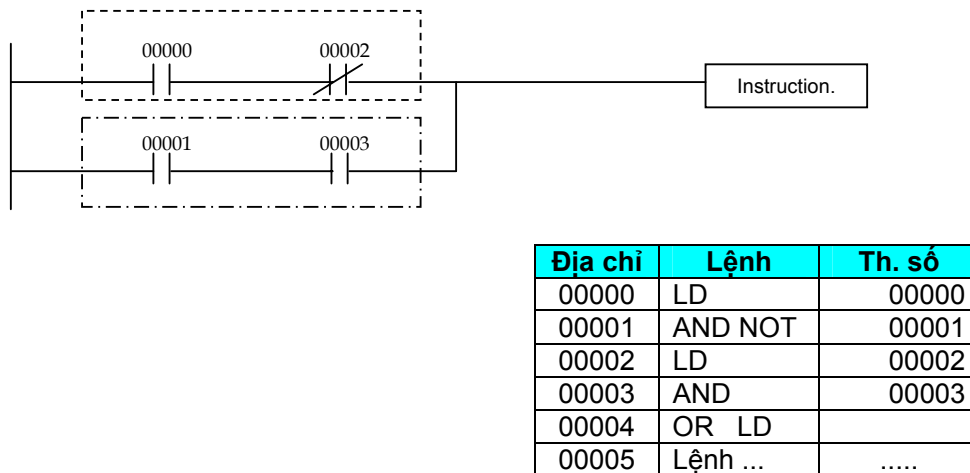 00000 00002
Instruction.
00001 00003
Địa chỉ Lệnh Th. số
00000 LD 00000
00001 AND NOT 00001
00002 LD 00002
00003 AND 00003
00004 OR LD
00005 Lệnh ... .....